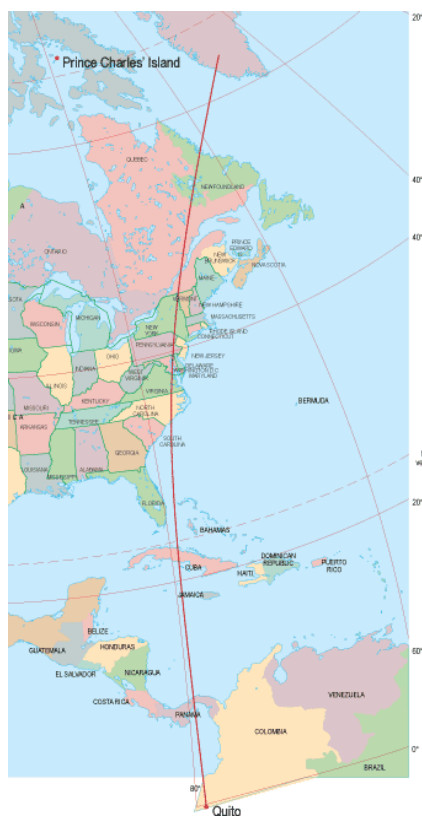 20°
Prince Charles' Island
QUEBEC
NEWFOUNDLAND
40°
A
ONTARIO
PRINCE
EDWARD
NEW
BRUNSWICK
NOVA SCOTIA
40°
MAINE
SOTA
VERMONT
WISCONSIN
MICHIGAN
NEW HAMPSHIRE
NEW
YORK
MASSACHUSETTS
RHODE ISLAND
CONNECTICUT
PENNSYLVANIA
OWA
OHIO
NEW JERSEY
INDIANA
DELAWARE
WASHINGTON D.C.
MARYLAND
ILLINOIS
WEST
VIRGINIA
VIRGINIA
MISSOURI
KENTUCKY
BERMUDA
NORTH
CAROLINA
I C A
TENNESSEE
ARKANSAS
SOUTH
CAROLINA
GEORGIA
LOUISIANA
MISSISSIPPI
ALABAMA
20°
FLORIDA
BAHAMAS
CUBA
HAITI
DOMINICAN
REPUBLIC
PUERTO
RICO
JAMAICA
BELIZE
GUATEMALA
HONDURAS
60°
EL SALVADOR
NICARAGUA
VENEZUELA
COSTA RICA
PANAMA
COLOMBIA
0°
BRAZIL
80°
Quito